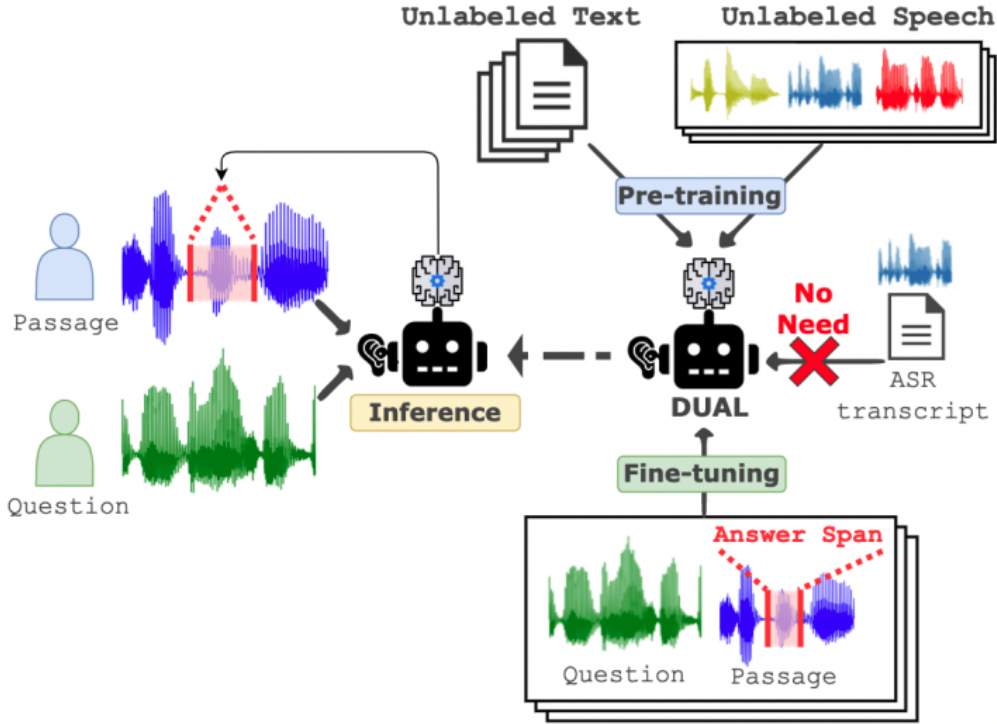 Unlabeled Text
Unlabeled Speech
Pre-training
Passage
No
Need
ASR
transcript
DUAL
Inference
Question
Fine-tuning
Answer Span
Question
Passage